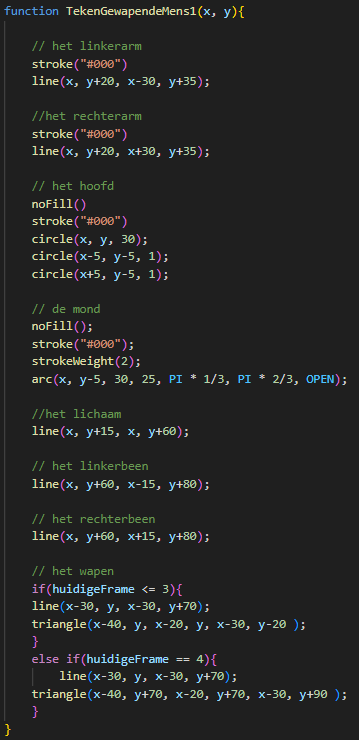 function TekenGewapendeMens1(x, y){
// het linkerarm
stroke("#000")
line(x, y+20, x-30, y+35);
//het rechterarm
stroke("#000")
line(x, y+20, x+30, y+35);
// het hoofd
noFill()
stroke("#000")
circle(x, y, 30);
circle(x-5, y-5, 1);
circle(x+5, y-5, 1);
// de mond
noFill();
stroke("#000");
strokeWeight(2);
arc(x, y-5, 30, 25, PI * 1/3, PI * 2/3, OPEN);
//het lichaam
line(x, y+15, x, y+60);
// het linkerbeen
line(x, y+60, x-15, y+80);
// het rechterbeen
line(x, y+60, x+15, y+80);
// het wapen
if(huidigeFrame <= 3){
line(x-30, y, x-30, y+70);
triangle(x-40, y, x-20, y, x-30, y-20 );
}
else if(huidigeFrame == 4){
line(x-30, y, x-30, y+70);
triangle(x-40, y+70, x-20, y+70, x-30, y+90 );
}
}